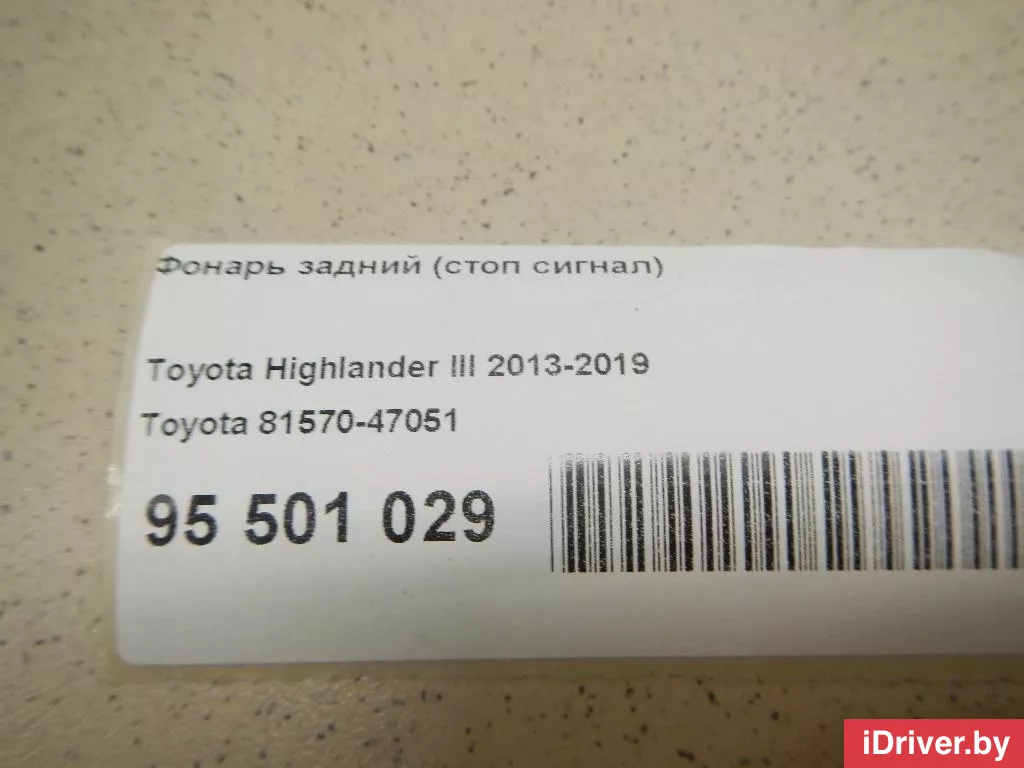 Фонарь задний (стоп сигнал)
Toyota Highlander III 2013-2019
Toyota 81570-47051
95 501 029
iDriver.by